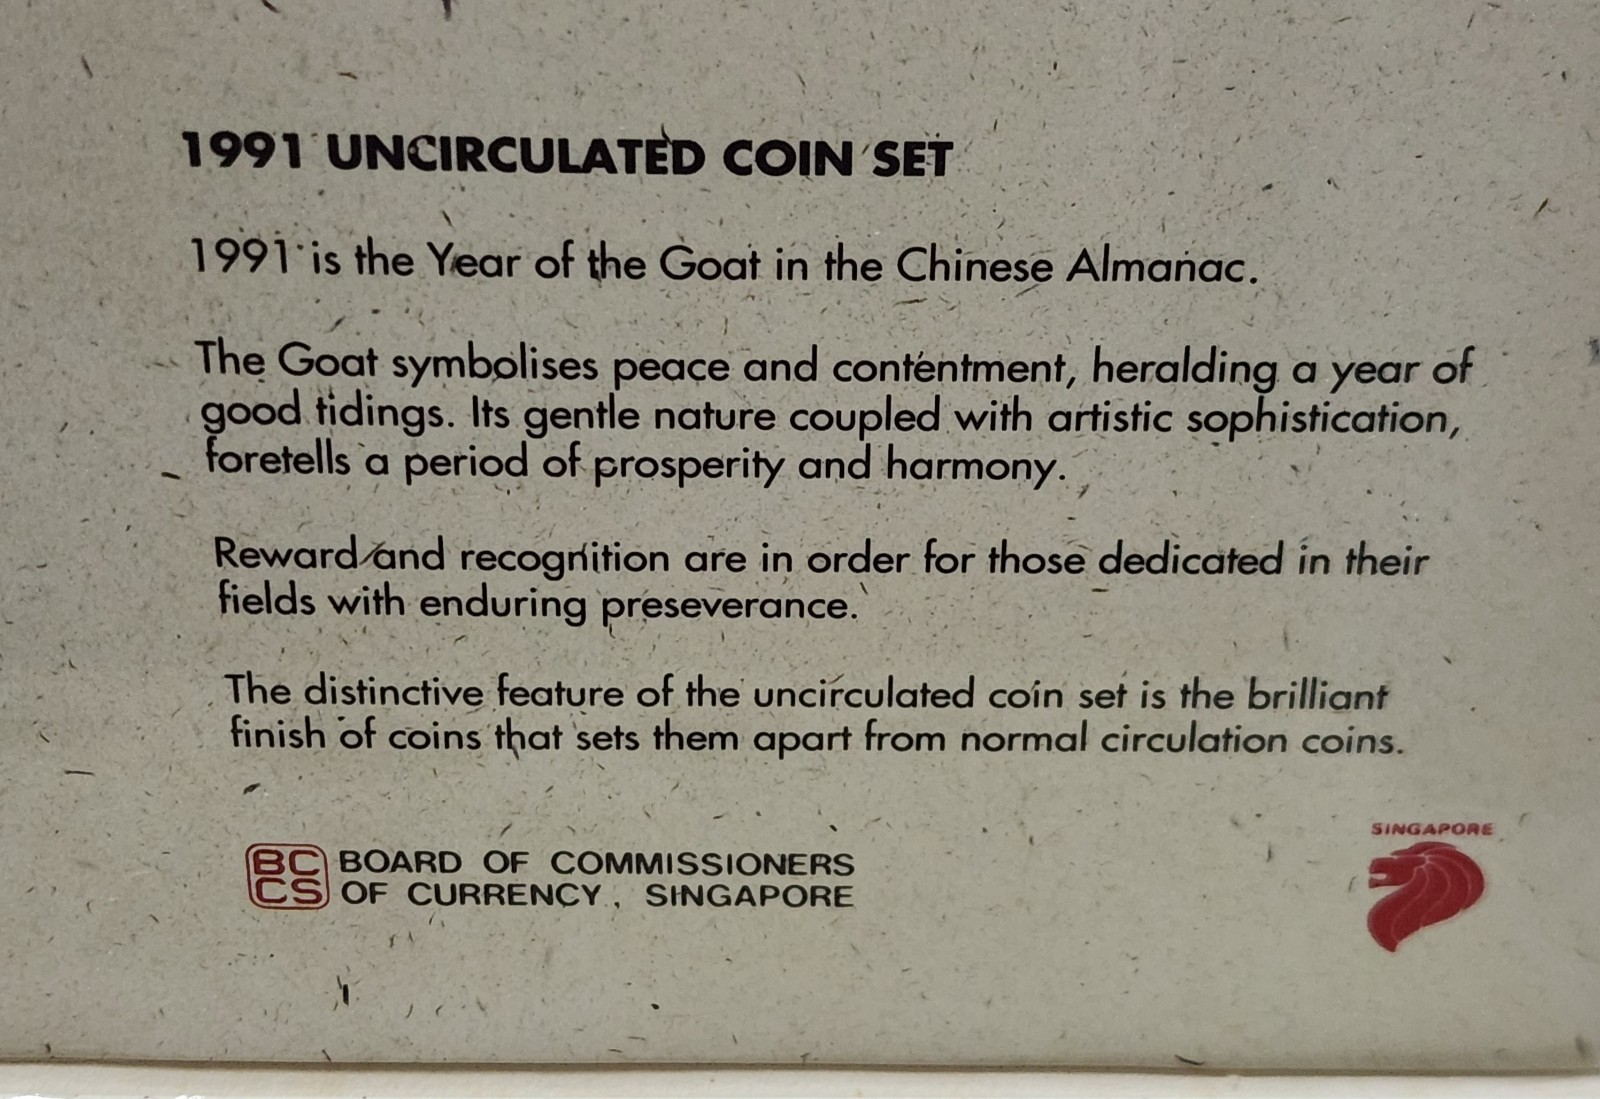 1991 UNCIRCULATED COIN SET
1991 is the Year of the Goat in the Chinese Almanac.
The Goat symbolises peace and contentment, heralding a year of
good tidings. Its gentle nature coupled with artistic sophistication,
foretells a period of prosperity and harmony.
Reward and recognition are in order for those dedicated in their
fields with enduring preseverance.
The distinctive feature of the uncirculated coin set is the brilliant
finish of coins that sets them apart from normal circulation coins.
BC
CS
BOARD OF COMMISSIONERS
OF CURRENCY, SINGAPORE
SINGAPORE